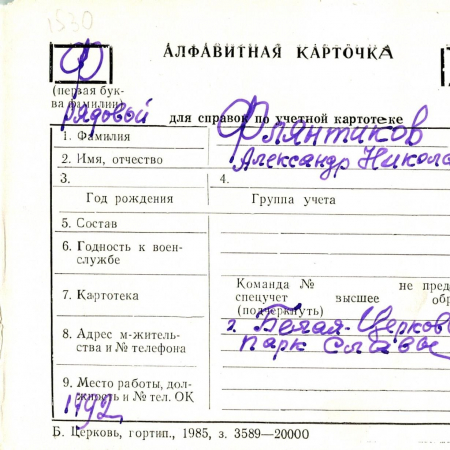 1530
АЛФАВИТНАЯ КАРТОЧКА
Ф
(первая бук-
ва фамилии)
рядовой
для справок по учетной картотеке
1. Фамилия Флянтиков
2. Имя, отчество Александр Никола
3. 4.
Год рождения Группа учета
5. Состав
6. Годность к воен-
службе
Команда № не пред
7. Картотека спецучет высшее об
(подчеркнуть)
8. Адрес м-житель-
ства и № телефона
г. Белая-Церковь
парк Славы
9. Место работы, дол-
жность и № тел. ОК
1992
Б. Церковь, гортип., 1985, з. 3589—20000